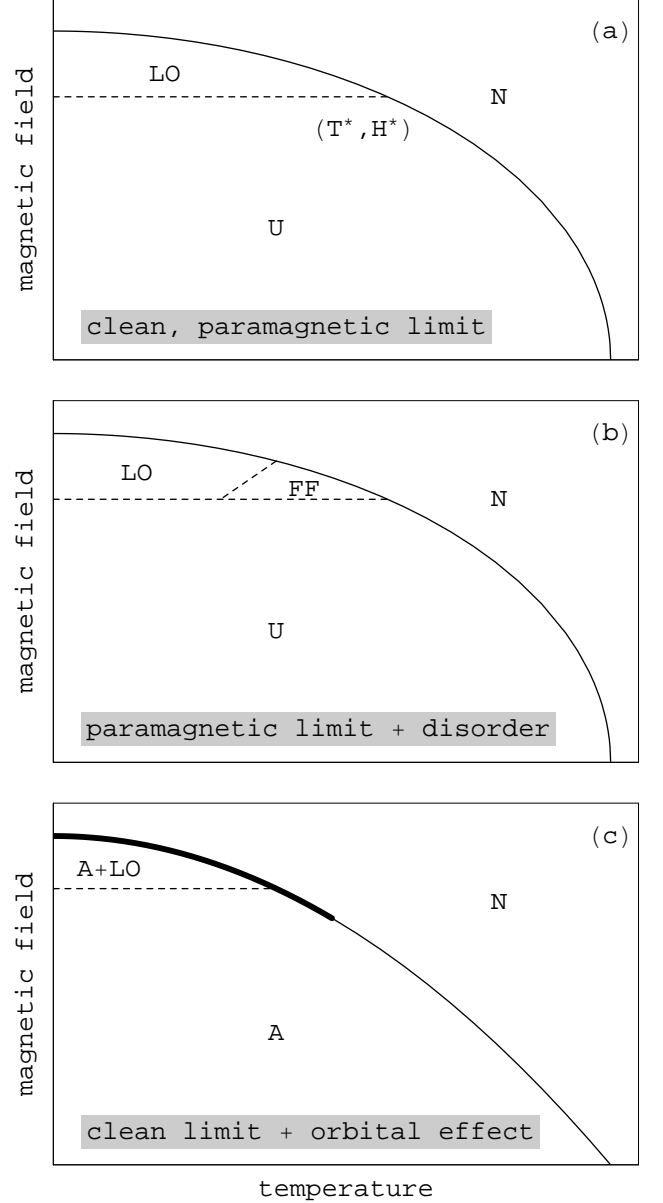 (a)
LO
N
(T*,H*)
U
clean, paramagnetic limit
magnetic field
(b)
LO
FF
N
U
paramagnetic limit + disorder
magnetic field
(c)
A+LO
N
A
clean limit + orbital effect
magnetic field
temperature